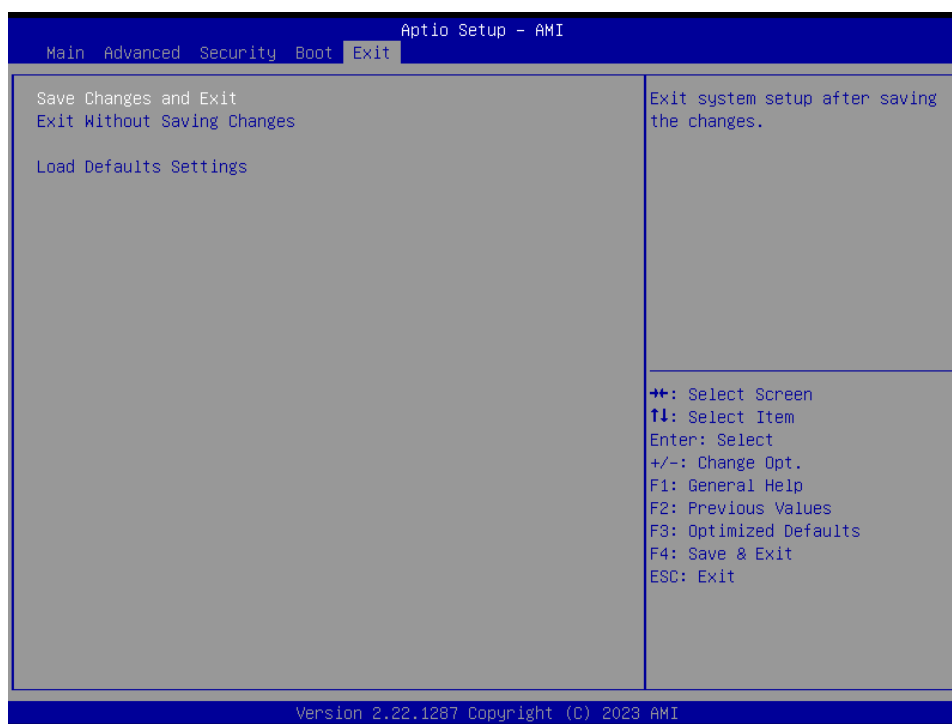 Aptio Setup – AMI
Main Advanced Security Boot Exit
Save Changes and Exit
Exit Without Saving Changes
Load Defaults Settings
Exit system setup after saving
the changes.
→←: Select Screen
↑↓: Select Item
Enter: Select
+/-: Change Opt.
F1: General Help
F2: Previous Values
F3: Optimized Defaults
F4: Save & Exit
ESC: Exit
Version 2.22.1287 Copyright (C) 2023 AMI